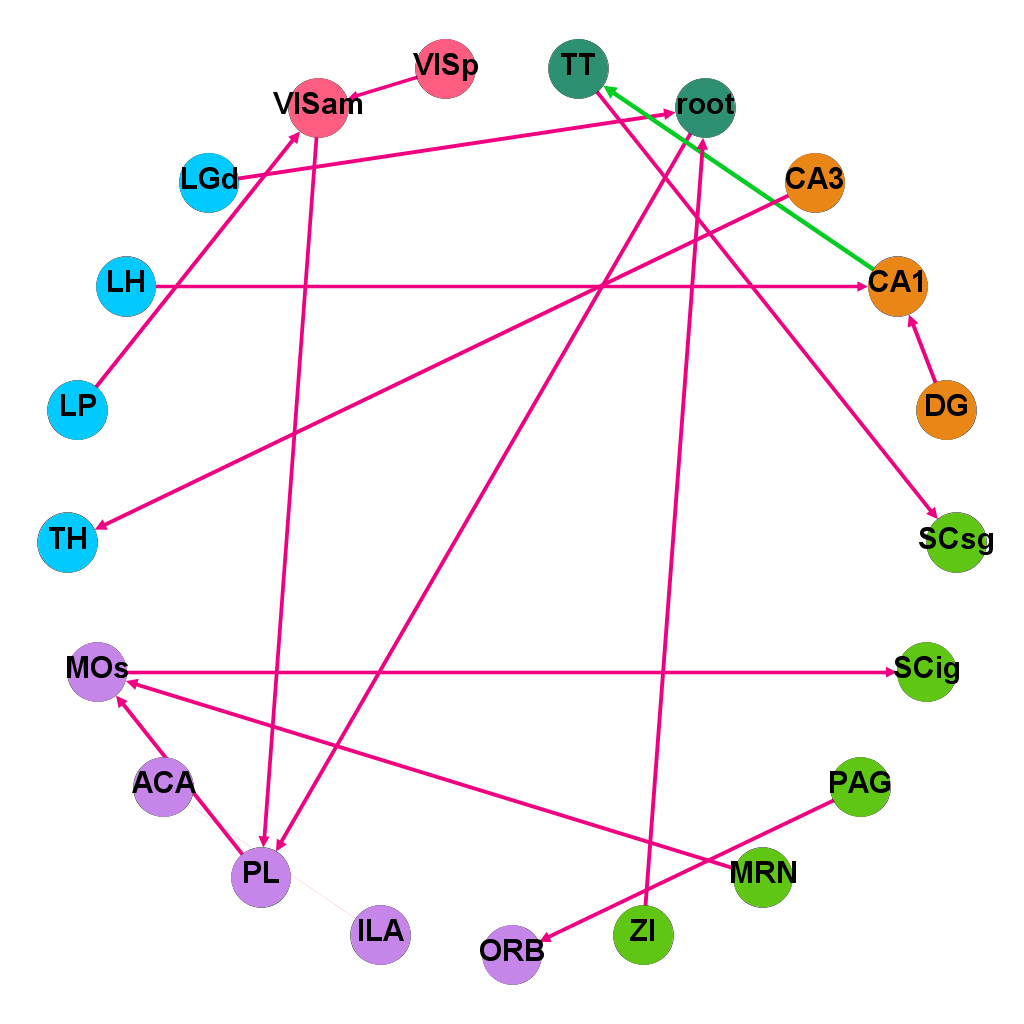 VISp
TT
VISam
root
LGd
CA3
LH
CA1
LP
DG
TH
SCsg
MOs
SCig
ACA
PAG
PL
MRN
ILA
ZI
ORB